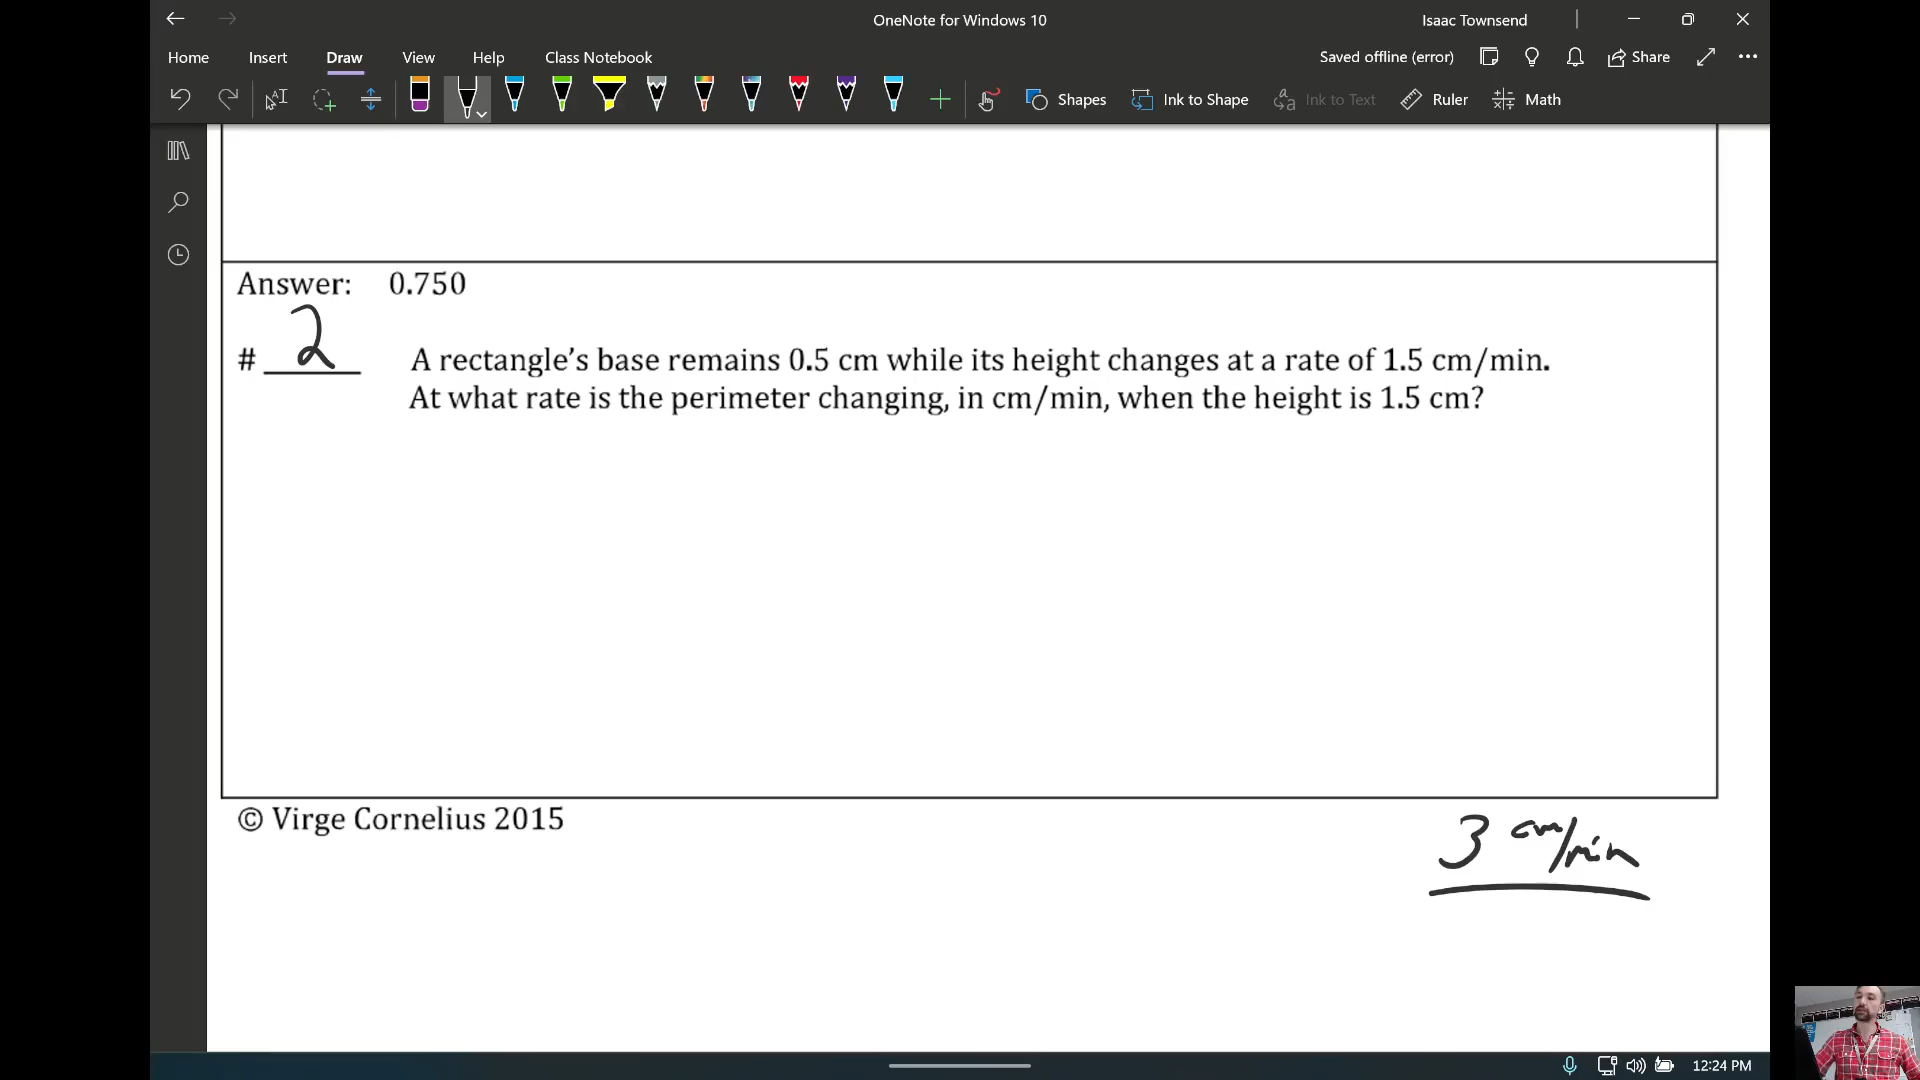 OneNote for Windows 10
Isaac Townsend
Home Insert Draw View Help Class Notebook
Saved offline (error) Share
Shapes Ink to Shape Ink to Text Ruler Math
Answer: 0.750
# 2 A rectangle's base remains 0.5 cm while its height changes at a rate of 1.5 cm/min.
At what rate is the perimeter changing, in cm/min, when the height is 1.5 cm?
© Virge Cornelius 2015
3 cm/min
12:24 PM